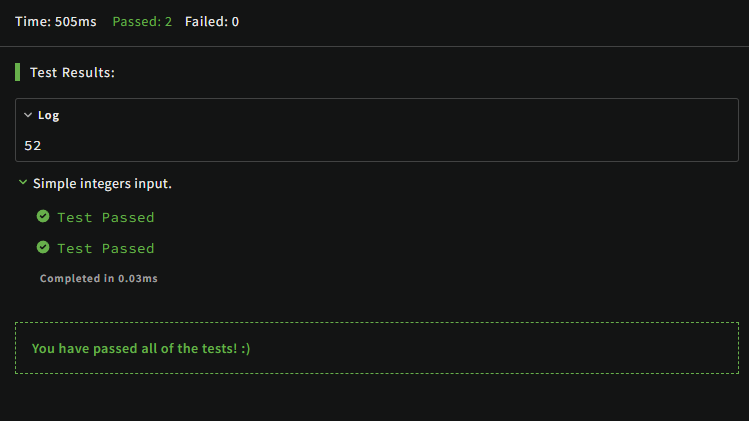 Time: 505ms Passed: 2 Failed: 0
Test Results:
Log
52
Simple integers input.
Test Passed
Test Passed
Completed in 0.03ms
You have passed all of the tests! :)